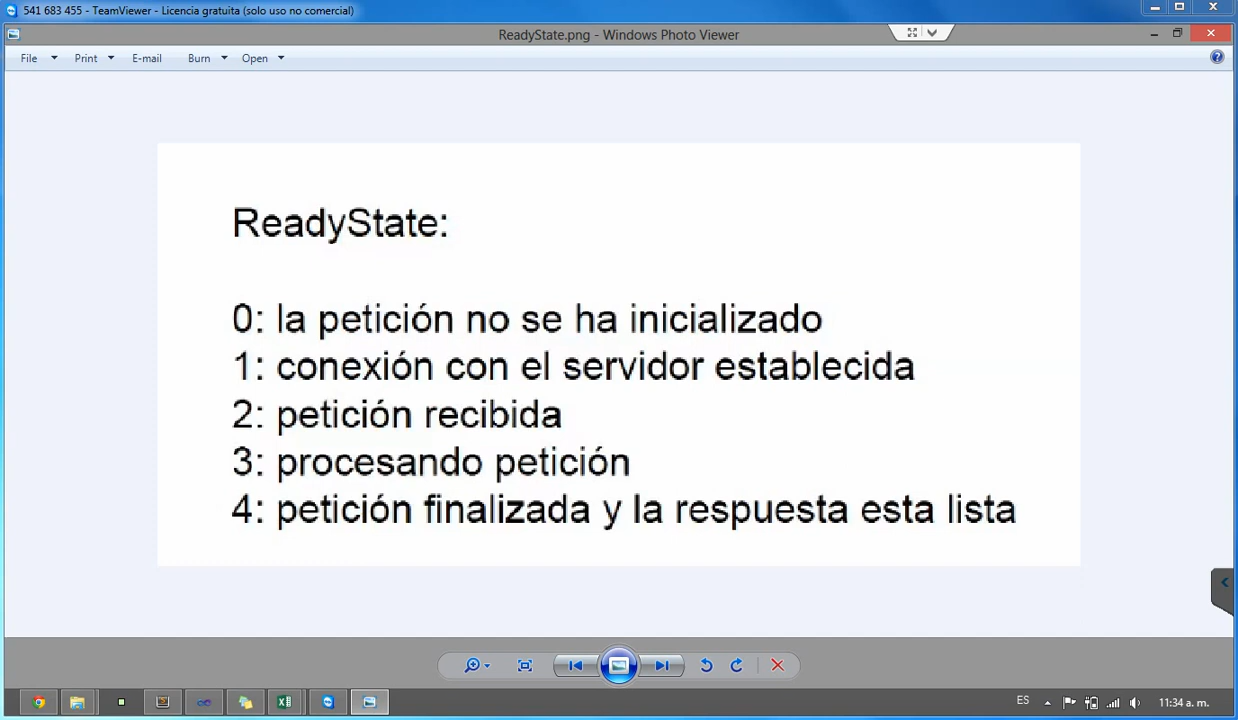 541 683 455 - TeamViewer - Licencia gratuita (solo uso no comercial)
ReadyState.png - Windows Photo Viewer
File Print E-mail Burn Open
ReadyState:
0: la petición no se ha inicializado
1: conexión con el servidor establecida
2: petición recibida
3: procesando petición
4: petición finalizada y la respuesta esta lista
ES 11:34 a. m.